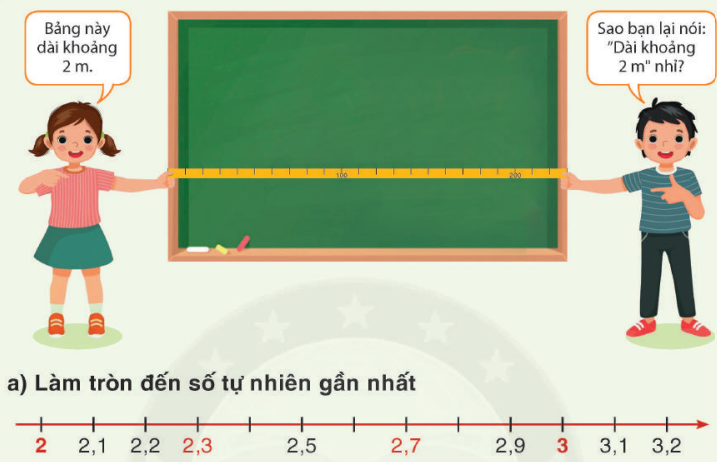 Bảng này
dài khoảng
2 m.
Sao bạn lại nói:
"Dài khoảng
2 m" nhỉ?
100
200
a) Làm tròn đến số tự nhiên gần nhất
2 2,1 2,2 2,3 2,5 2,7 2,9 3 3,1 3,2